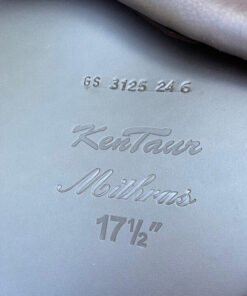 GS 3125 24 6
KenTaur
Mithras
17½"